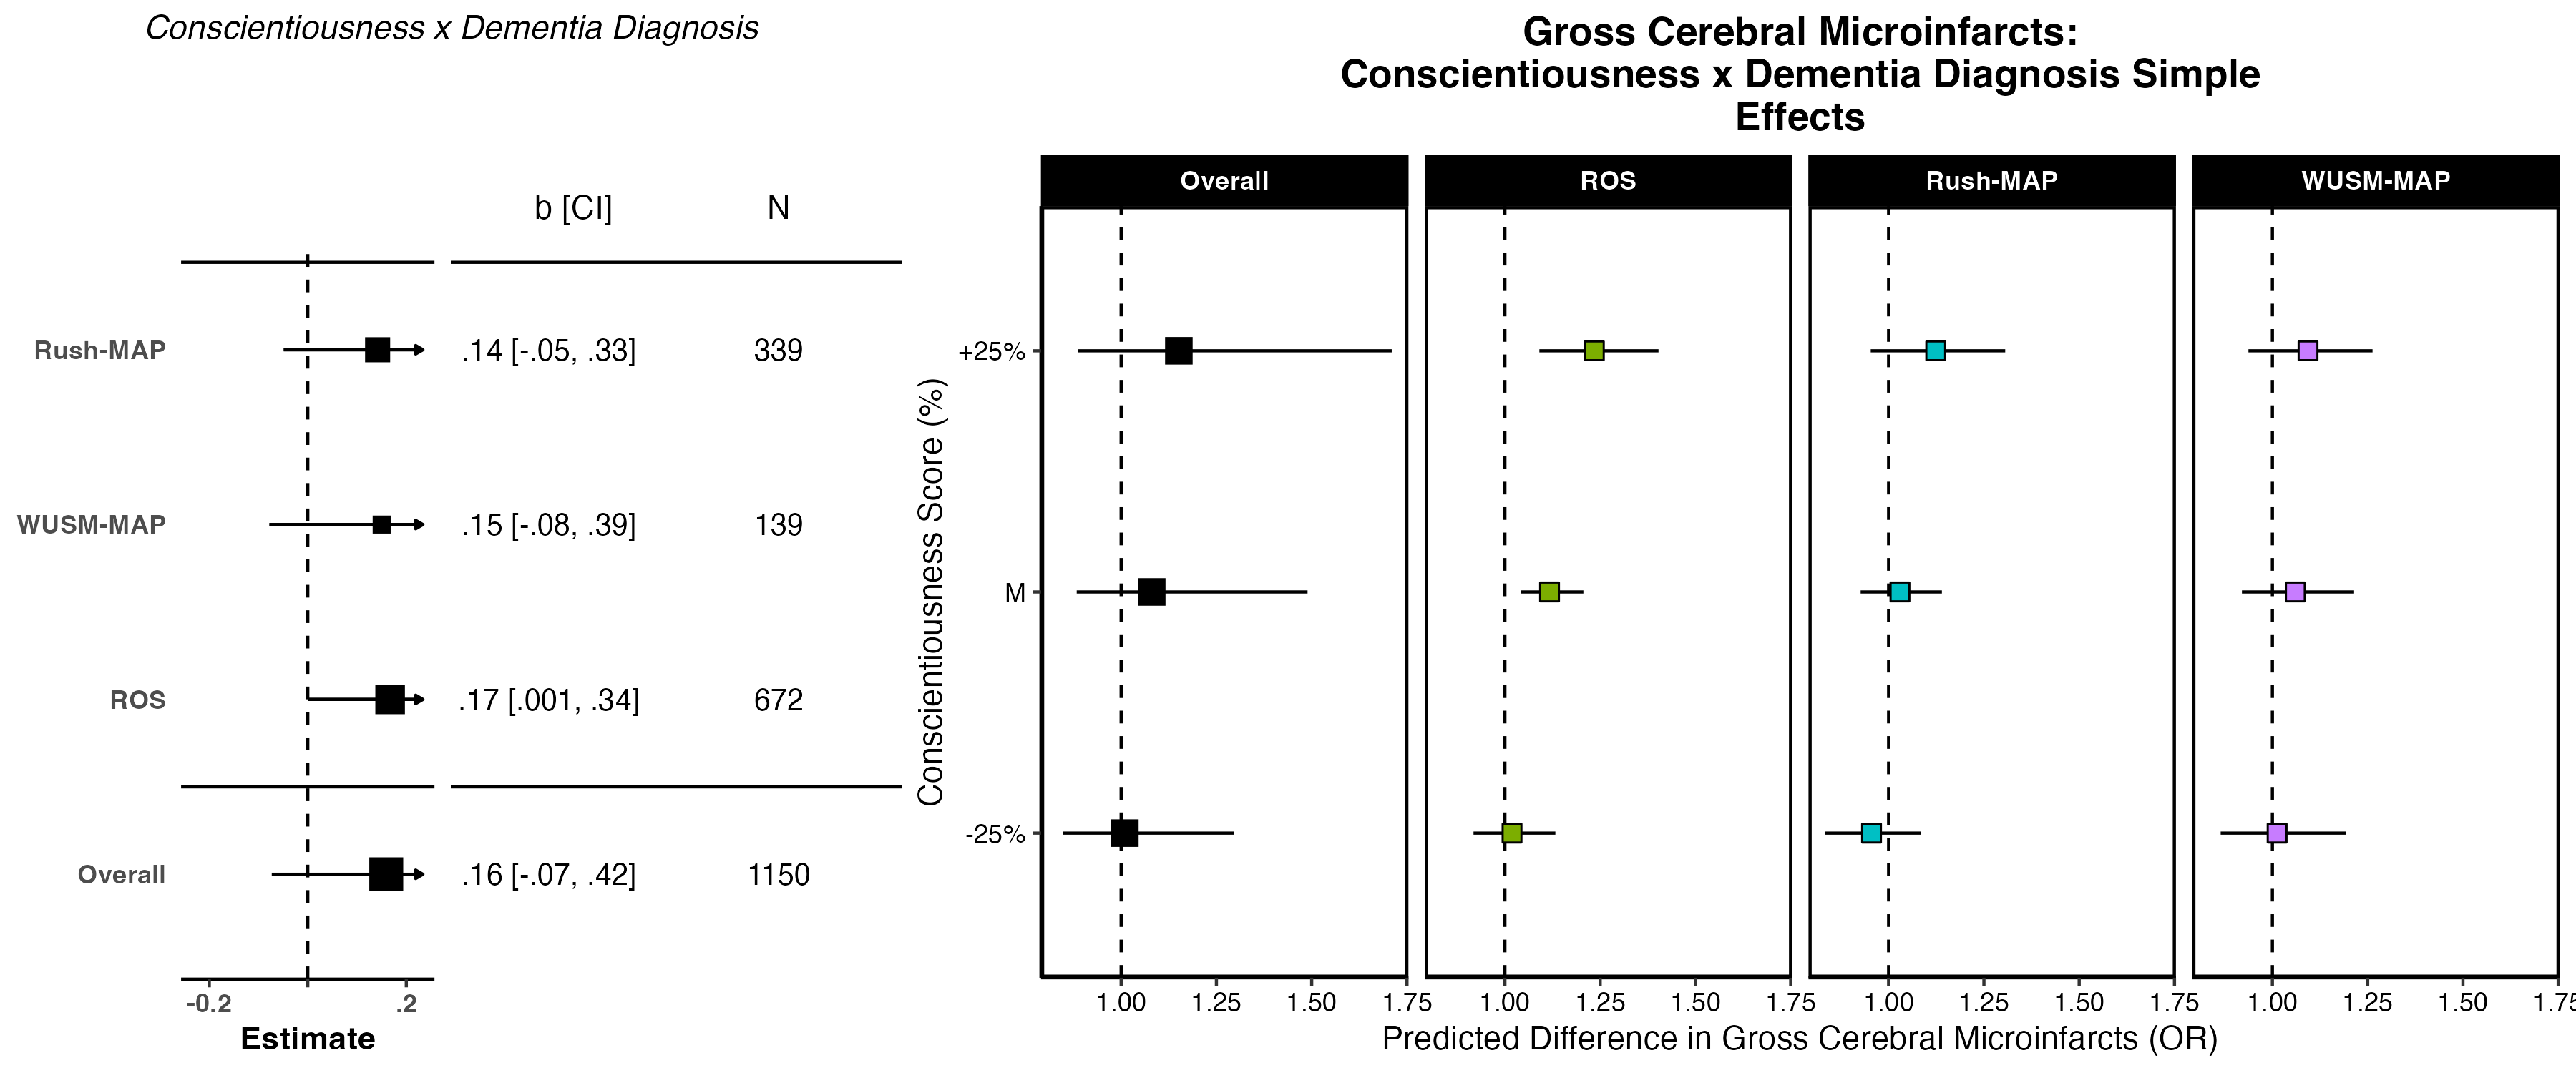 Conscientiousness x Dementia Diagnosis
b [CI] N
Rush-MAP .14 [-.05, .33] 339
WUSM-MAP .15 [-.08, .39] 139
ROS .17 [.001, .34] 672
Overall .16 [-.07, .42] 1150
-0.2 .2
Estimate
Gross Cerebral Microinfarcts:
Conscientiousness x Dementia Diagnosis Simple
Effects
Overall ROS Rush-MAP WUSM-MAP
Conscientiousness Score (%)
+25%
M
-25%
1.00 1.25 1.50 1.75 1.00 1.25 1.50 1.75 1.00 1.25 1.50 1.75 1.00 1.25 1.50 1.75
Predicted Difference in Gross Cerebral Microinfarcts (OR)